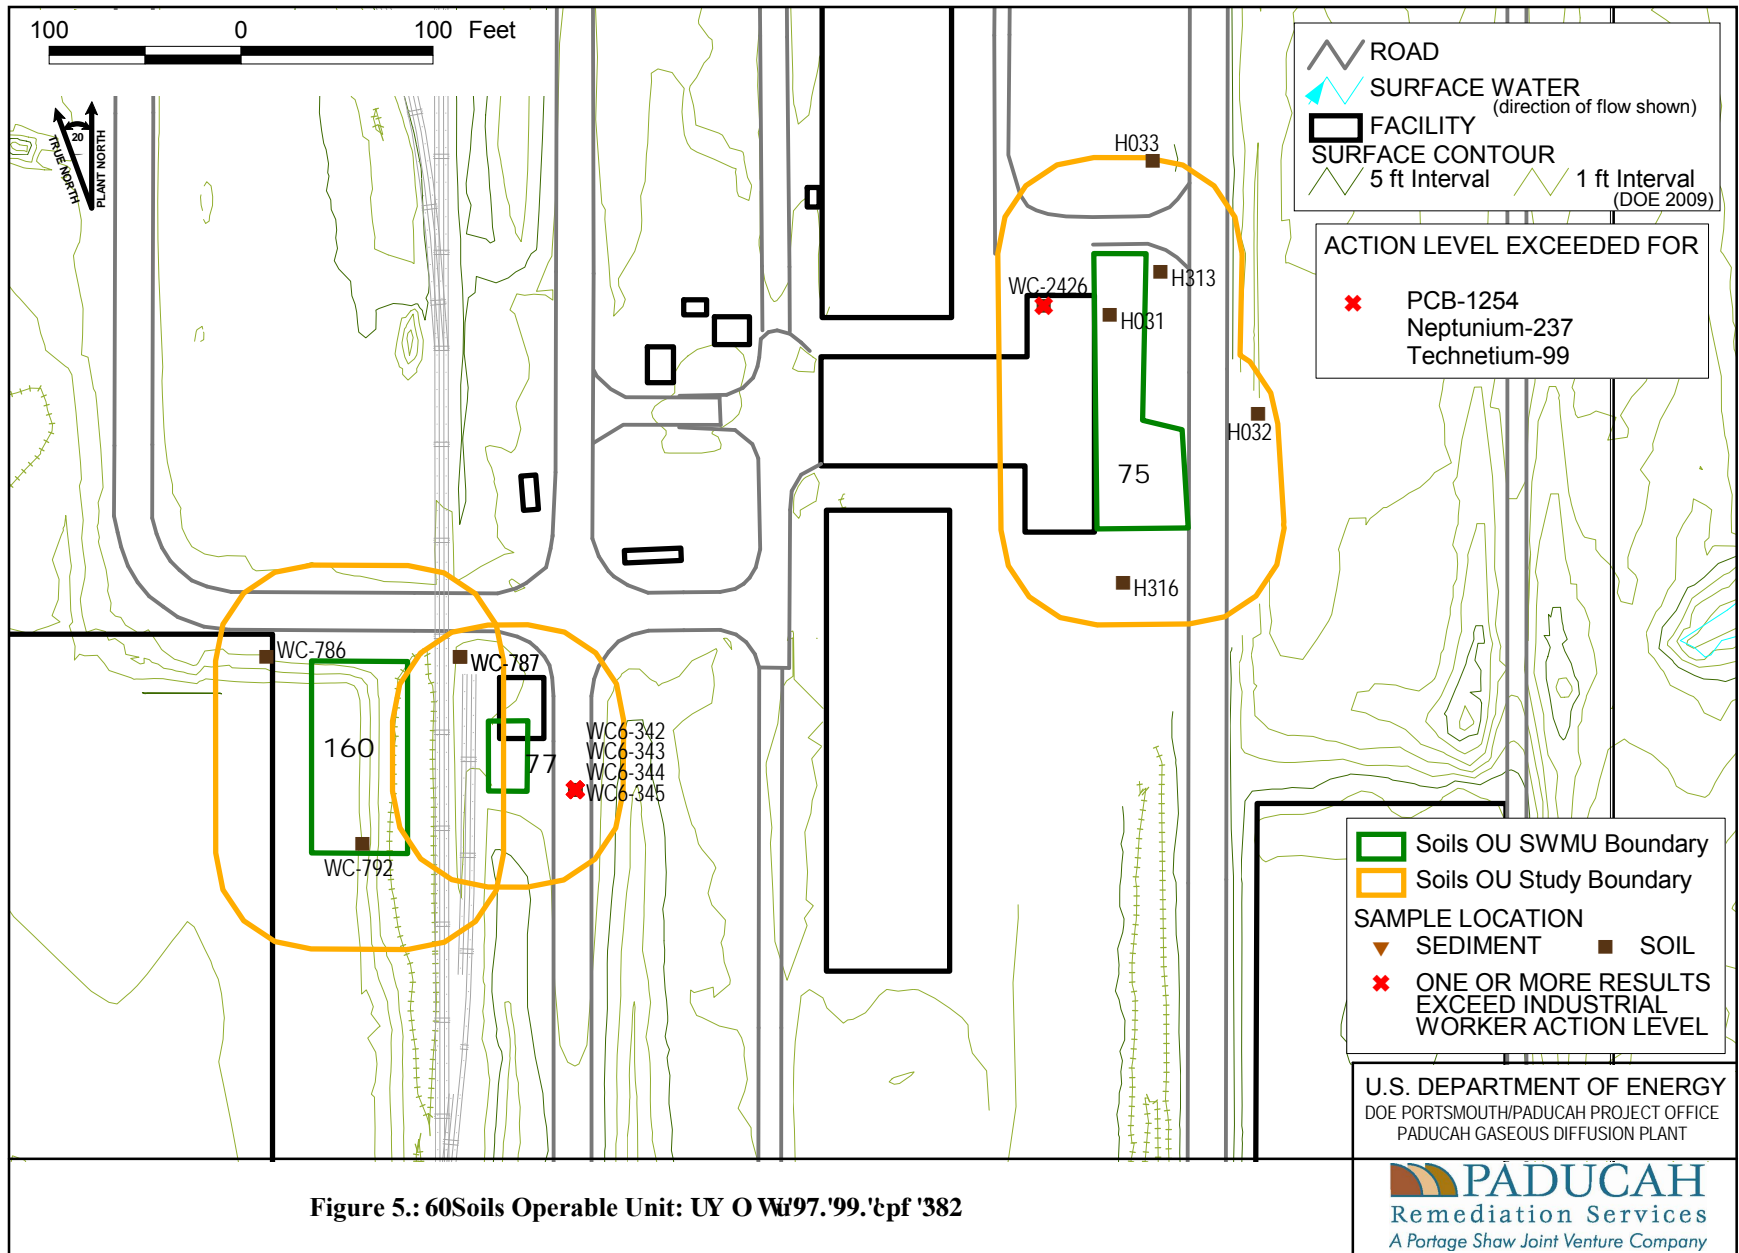 100 0 100 Feet
20
TRUE NORTH
PLANT NORTH
ROAD
SURFACE WATER
(direction of flow shown)
FACILITY
SURFACE CONTOUR
5 ft Interval 1 ft Interval
(DOE 2009)
ACTION LEVEL EXCEEDED FOR
PCB-1254
Neptunium-237
Technetium-99
H033
H313
WC-2426
H031
H032
75
H316
WC-786
WC-787
160
77
WC6-342
WC6-343
WC6-344
WC6-345
WC-792
Soils OU SWMU Boundary
Soils OU Study Boundary
SAMPLE LOCATION
SEDIMENT SOIL
ONE OR MORE RESULTS
EXCEED INDUSTRIAL
WORKER ACTION LEVEL
U.S. DEPARTMENT OF ENERGY
DOE PORTSMOUTH/PADUCAH PROJECT OFFICE
PADUCAH GASEOUS DIFFUSION PLANT
PADUCAH
Remediation Services
A Portage Shaw Joint Venture Company
Figure 5.: 60Soils Operable Unit: UY O